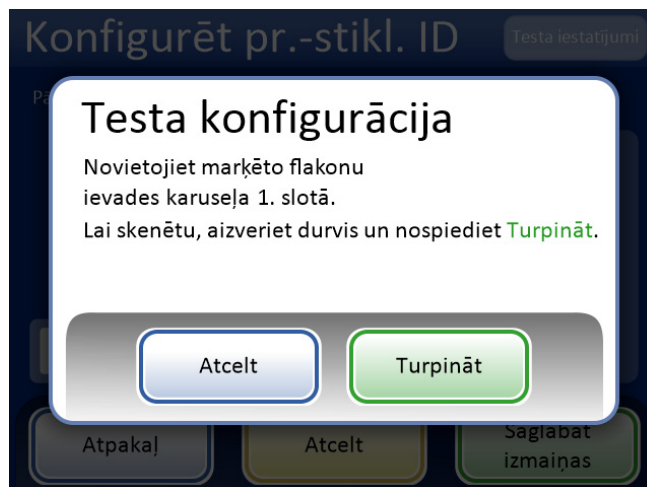 Konfigurēt pr.-stikl. ID
Testa iestatījumi
Testa konfigurācija
Novietojiet marķēto flakonu
ievades karuseļa 1. slotā.
Lai skenētu, aizveriet durvis un nospiediet Turpināt.
Atcelt
Turpināt
Atpakaļ
Atcelt
Saglabāt
izmaiņas